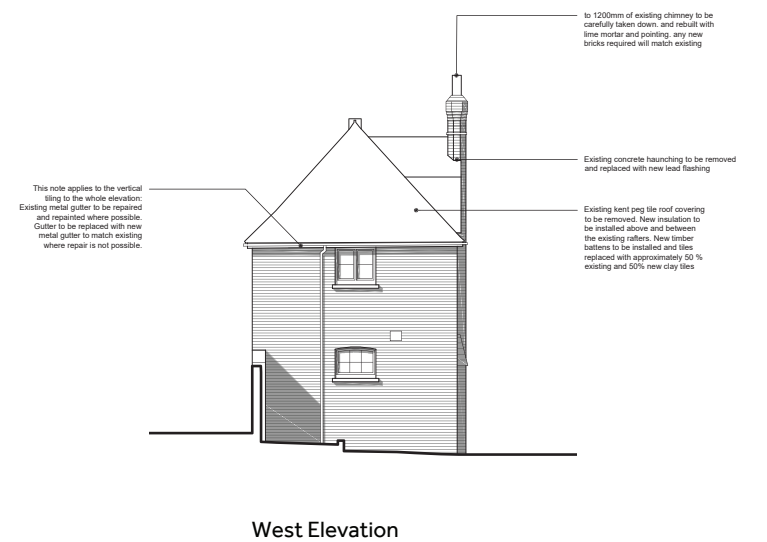 to 1200mm of existing chimney to be
carefully taken down. and rebuilt with
lime mortar and pointing. any new
bricks required will match existing
Existing concrete haunching to be removed
and replaced with new lead flashing
This note applies to the vertical
tiling to the whole elevation:
Existing metal gutter to be repaired
and repainted where possible.
Gutter to be replaced with new
metal gutter to match existing
where repair is not possible.
Existing kent peg tile roof covering
to be removed. New insulation to
be installed above and between
the existing rafters. New timber
battens to be installed and tiles
replaced with approximately 50 %
existing and 50% new clay tiles
West Elevation